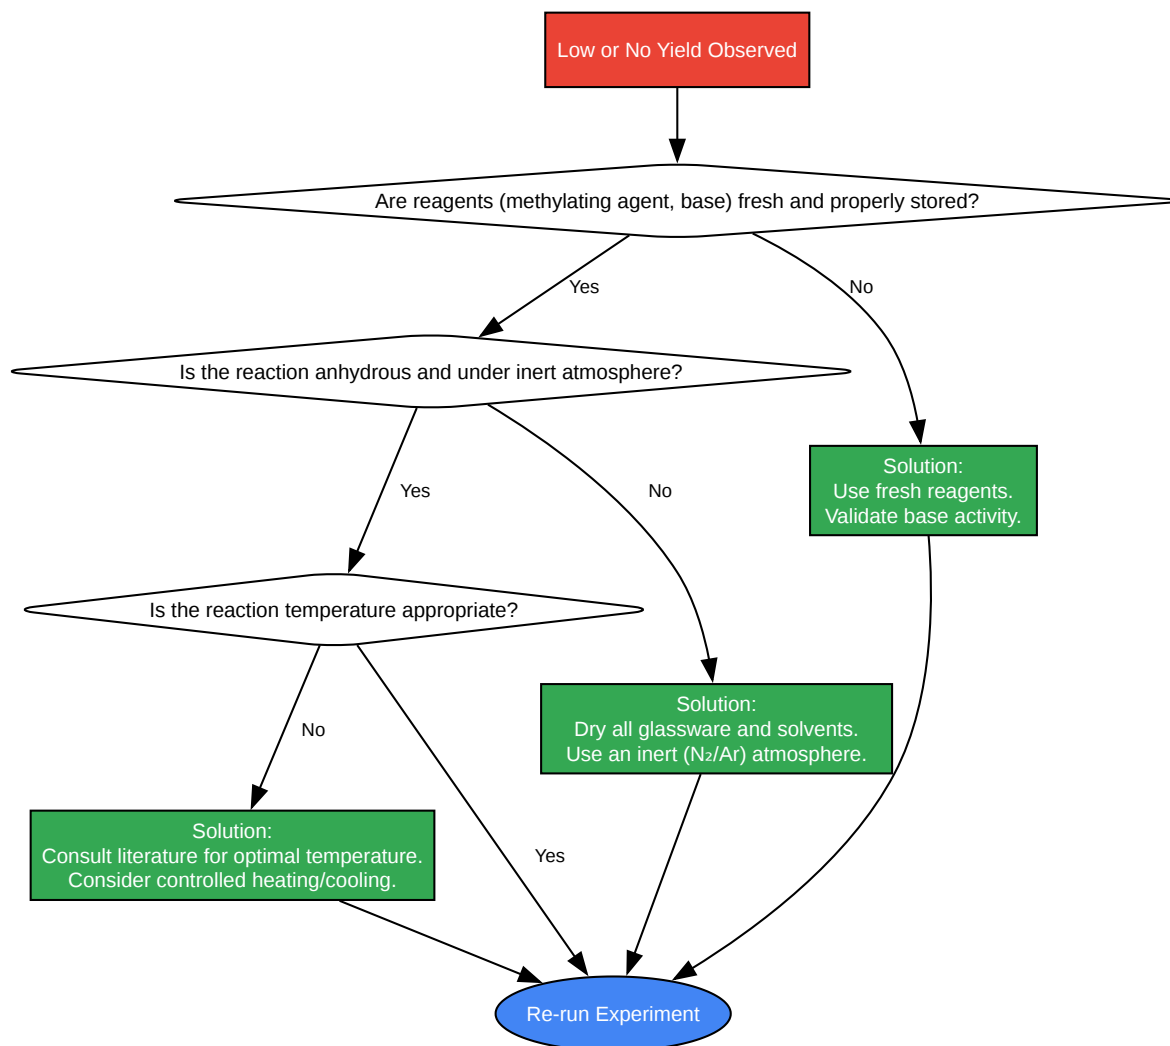 Low or No Yield Observed
Are reagents (methylating agent, base) fresh and properly stored?
Yes
No
Is the reaction anhydrous and under inert atmosphere?
Solution:
Use fresh reagents.
Validate base activity.
Yes
No
Is the reaction temperature appropriate?
Solution:
Dry all glassware and solvents.
Use an inert (N₂/Ar) atmosphere.
No
Solution:
Consult literature for optimal temperature.
Consider controlled heating/cooling.
Yes
Re-run Experiment